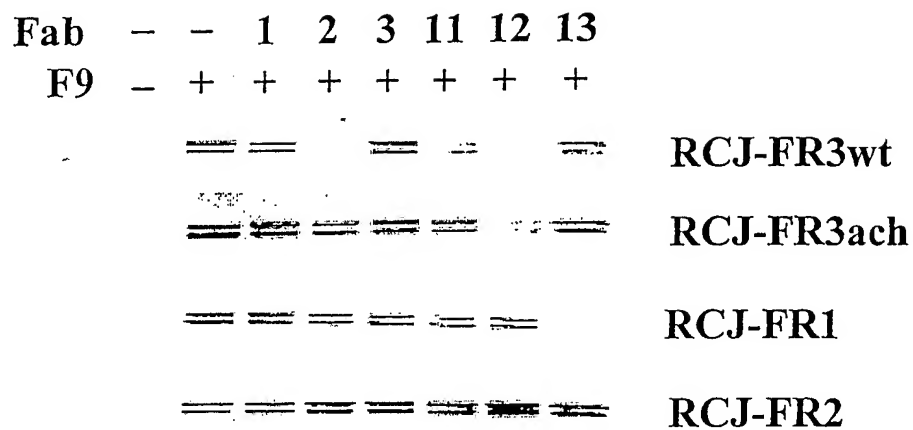 Fab - - 1 2 3 11 12 13
F9 - + + + + + + +
RCJ-FR3wt
RCJ-FR3ach
RCJ-FR1
RCJ-FR2